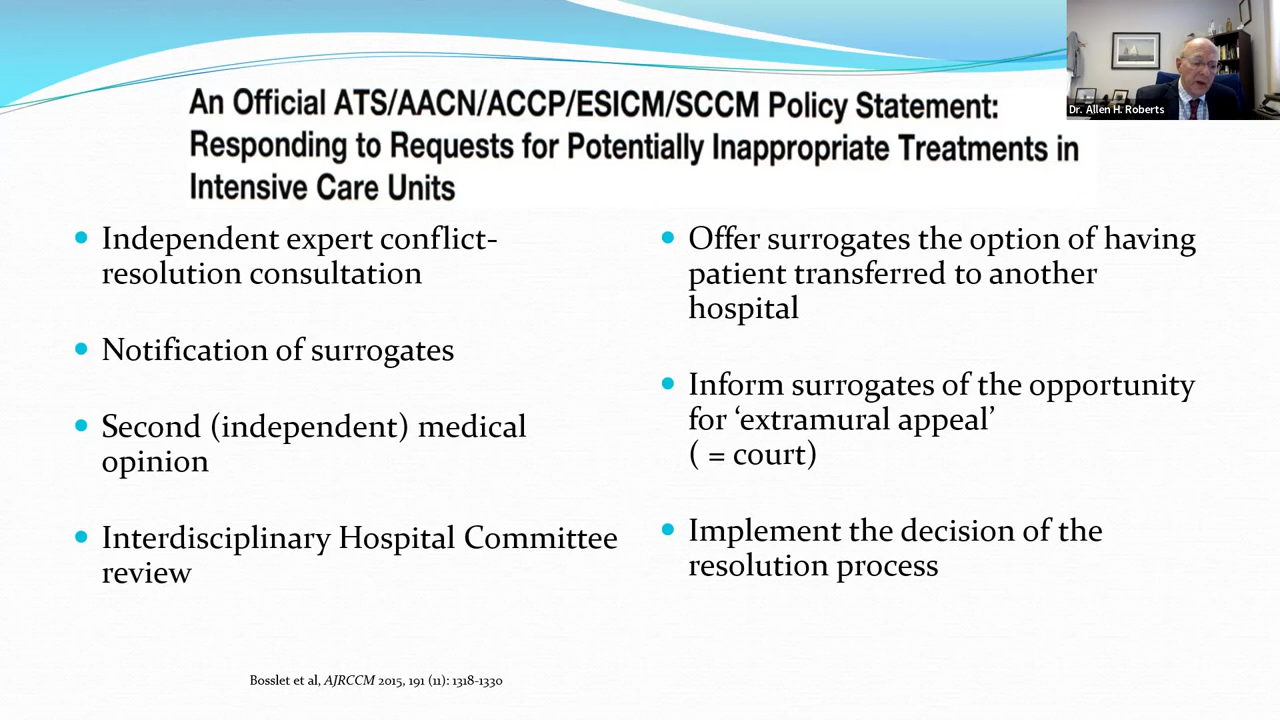 An Official ATS/AACN/ACCP/ESICM/SCCM Policy Statement:
Responding to Requests for Potentially Inappropriate Treatments in
Intensive Care Units
Dr. Allen H. Roberts
• Independent expert conflict-
resolution consultation
• Notification of surrogates
• Second (independent) medical
opinion
• Interdisciplinary Hospital Committee
review
• Offer surrogates the option of having
patient transferred to another
hospital
• Inform surrogates of the opportunity
for ‘extramural appeal’
( = court)
• Implement the decision of the
resolution process
Bosslet et al, AJRCCM 2015, 191 (11): 1318-1330